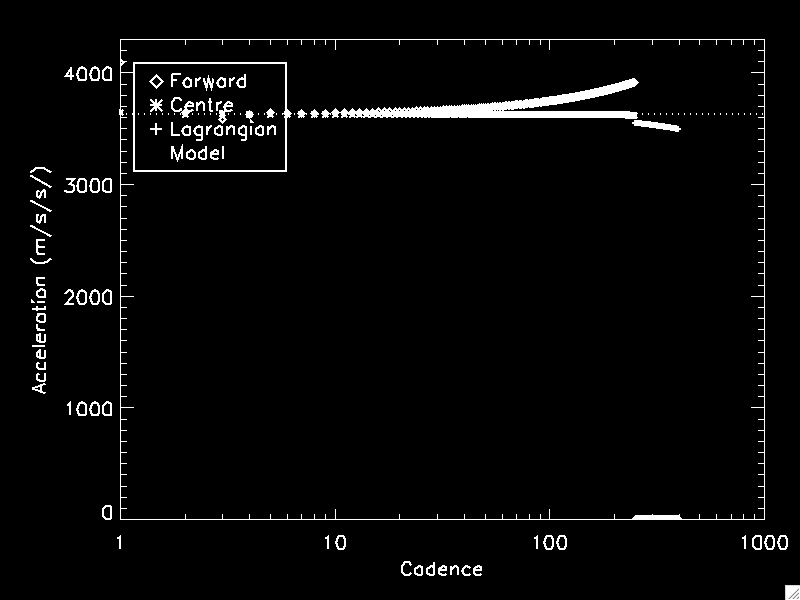 4000
3000
2000
1000
0
Acceleration (m/s/s/)
Forward
Centre
Lagrangian
Model
1 10 100 1000
Cadence